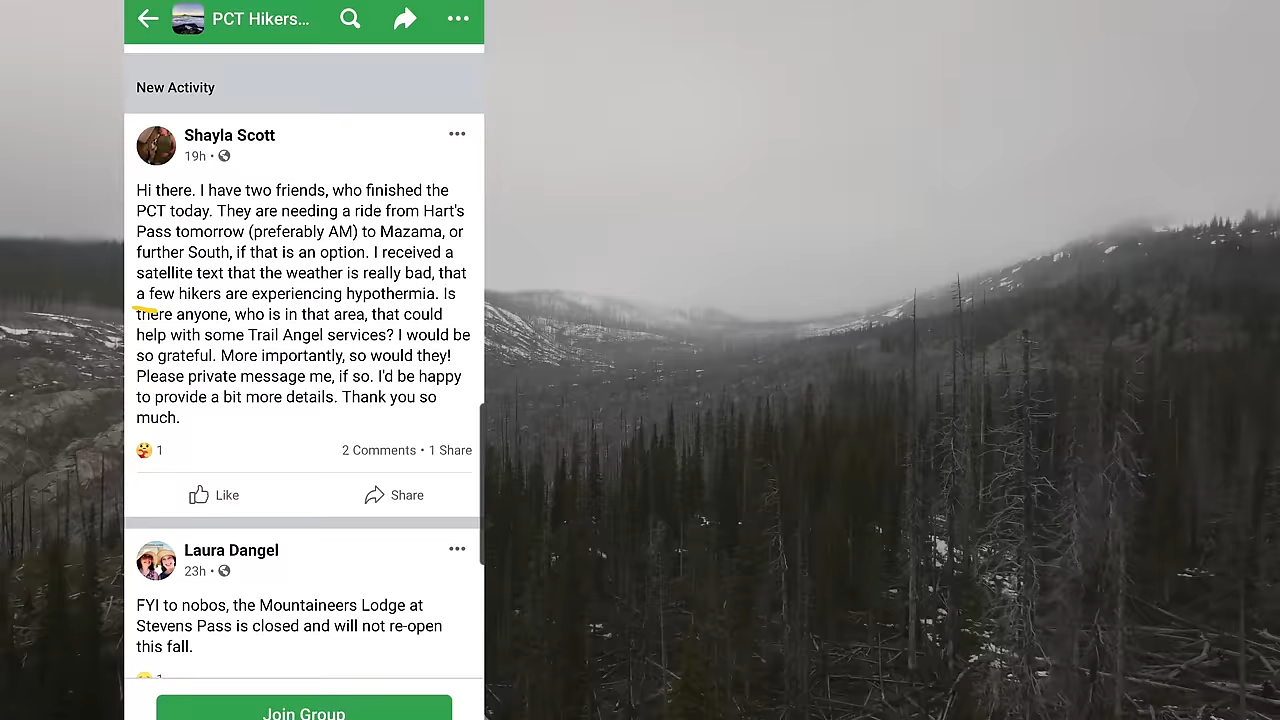 PCT Hikers...
New Activity
Shayla Scott
19h •
Hi there. I have two friends, who finished the
PCT today. They are needing a ride from Hart's
Pass tomorrow (preferably AM) to Mazama, or
further South, if that is an option. I received a
satellite text that the weather is really bad, that
a few hikers are experiencing hypothermia. Is
there anyone, who is in that area, that could
help with some Trail Angel services? I would be
so grateful. More importantly, so would they!
Please private message me, if so. I'd be happy
to provide a bit more details. Thank you so
much.
1
2 Comments • 1 Share
Like
Share
Laura Dangel
23h •
FYI to nobos, the Mountaineers Lodge at
Stevens Pass is closed and will not re-open
this fall.
Join Group